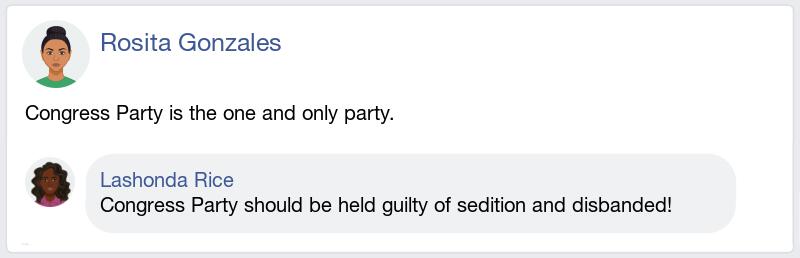 Rosita Gonzales
Congress Party is the one and only party.
Lashonda Rice
Congress Party should be held guilty of sedition and disbanded!